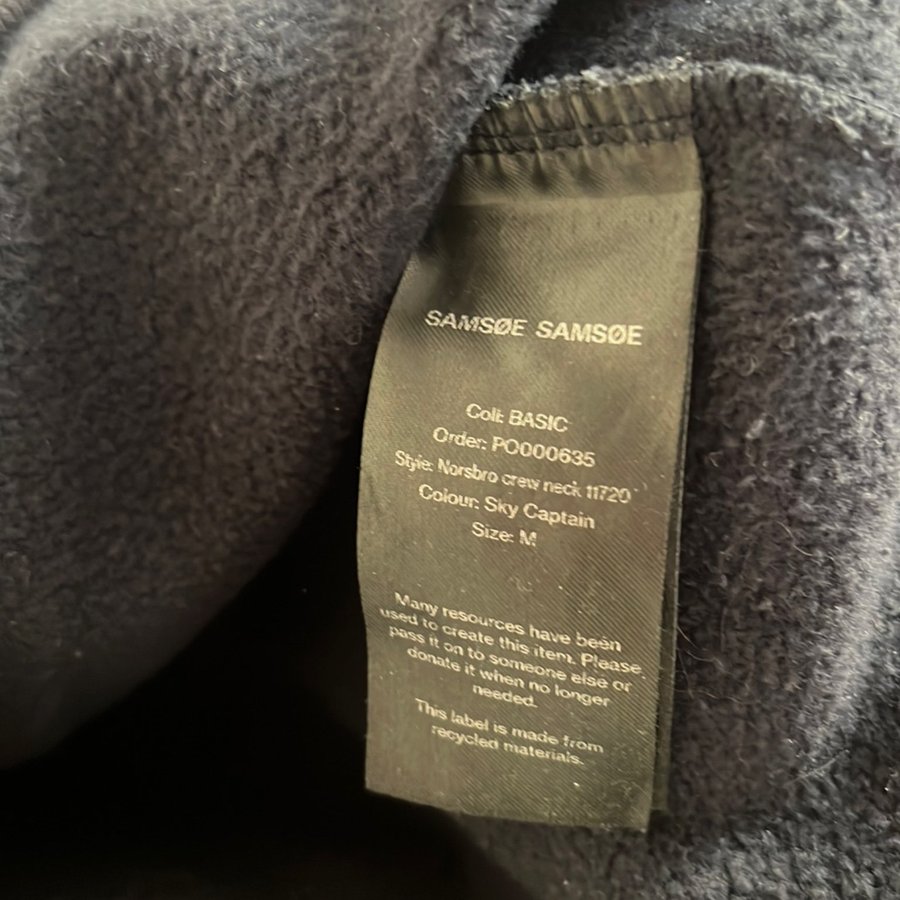 SAMSØE SAMSØE
Coll: BASIC
Order: PO000635
Style: Norsbro crew neck 11720
Colour: Sky Captain
Size: M
Many resources have been
used to create this item. Please
pass it on to someone else or
donate it when no longer
needed.
This label is made from
recycled materials.